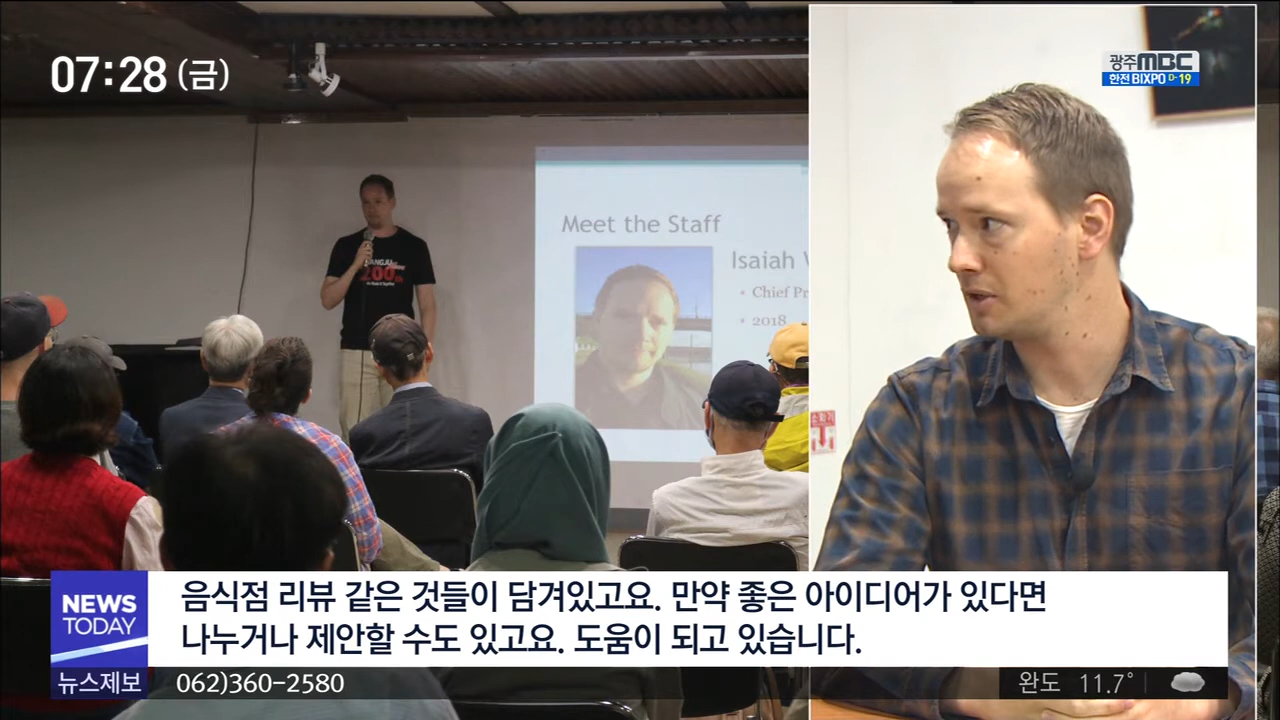 07:28 (금)
광주MBC
한전 BIXPO D-19
Meet the Staff
Isaiah
• Chief Pr
• 2018
200
소화기
음식점 리뷰 같은 것들이 담겨있고요. 만약 좋은 아이디어가 있다면
나누거나 제안할 수도 있고요. 도움이 되고 있습니다.
NEWS
TODAY
뉴스제보
062)360-2580
완도 11.7°